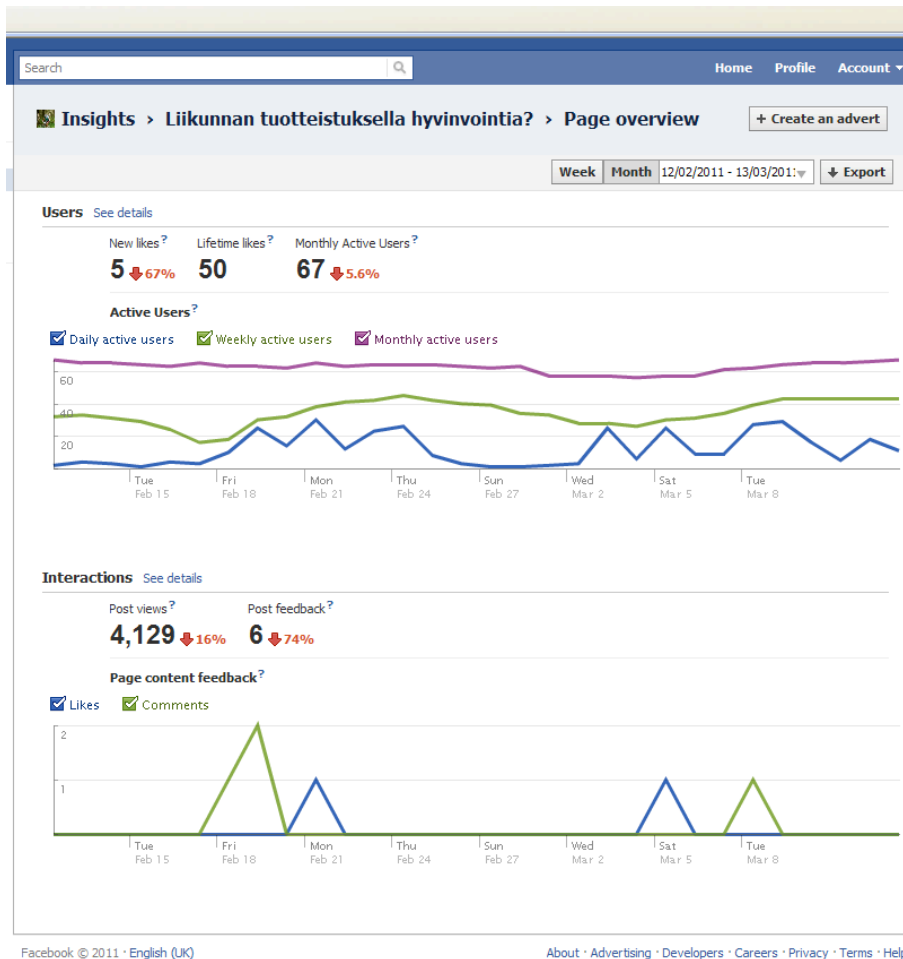 Search
Home Profile Account
Insights › Liikunnan tuotteistuksella hyvinvointia? › Page overview + Create an advert
Week Month 12/02/2011 - 13/03/201 Export
Users See details
New likes? Lifetime likes? Monthly Active Users?
5 67% 50 67 5.6%
Active Users?
Daily active users Weekly active users Monthly active users
60
40
20
Tue Fri Mon Thu Sun Wed Sat Tue
Feb 15 Feb 18 Feb 21 Feb 24 Feb 27 Mar 2 Mar 5 Mar 8
Interactions See details
Post views? Post feedback?
4,129 16% 6 74%
Page content feedback?
Likes Comments
2
1
Tue Fri Mon Thu Sun Wed Sat Tue
Feb 15 Feb 18 Feb 21 Feb 24 Feb 27 Mar 2 Mar 5 Mar 8
Facebook © 2011 · English (UK) About · Advertising · Developers · Careers · Privacy · Terms · Help